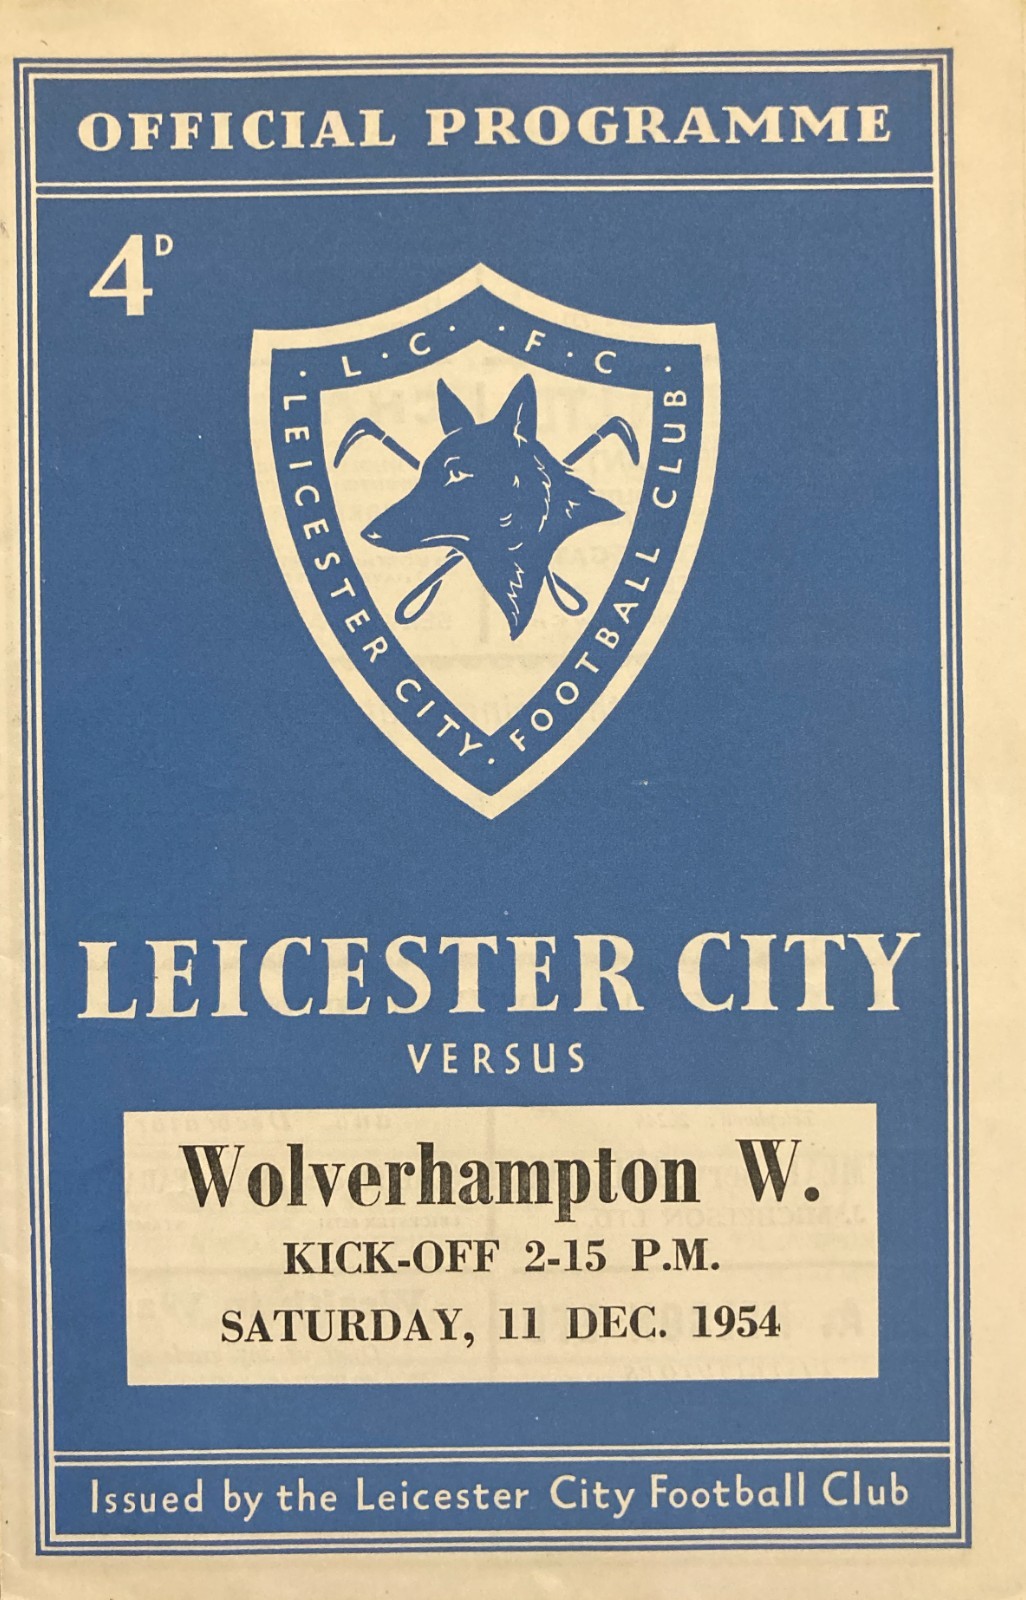 OFFICIAL PROGRAMME
4D
L · C · · F · C
· LEICESTER CITY · FOOTBALL CLUB ·
LEICESTER CITY
VERSUS
Wolverhampton W.
KICK-OFF 2-15 P.M.
SATURDAY, 11 DEC. 1954
Issued by the Leicester City Football Club